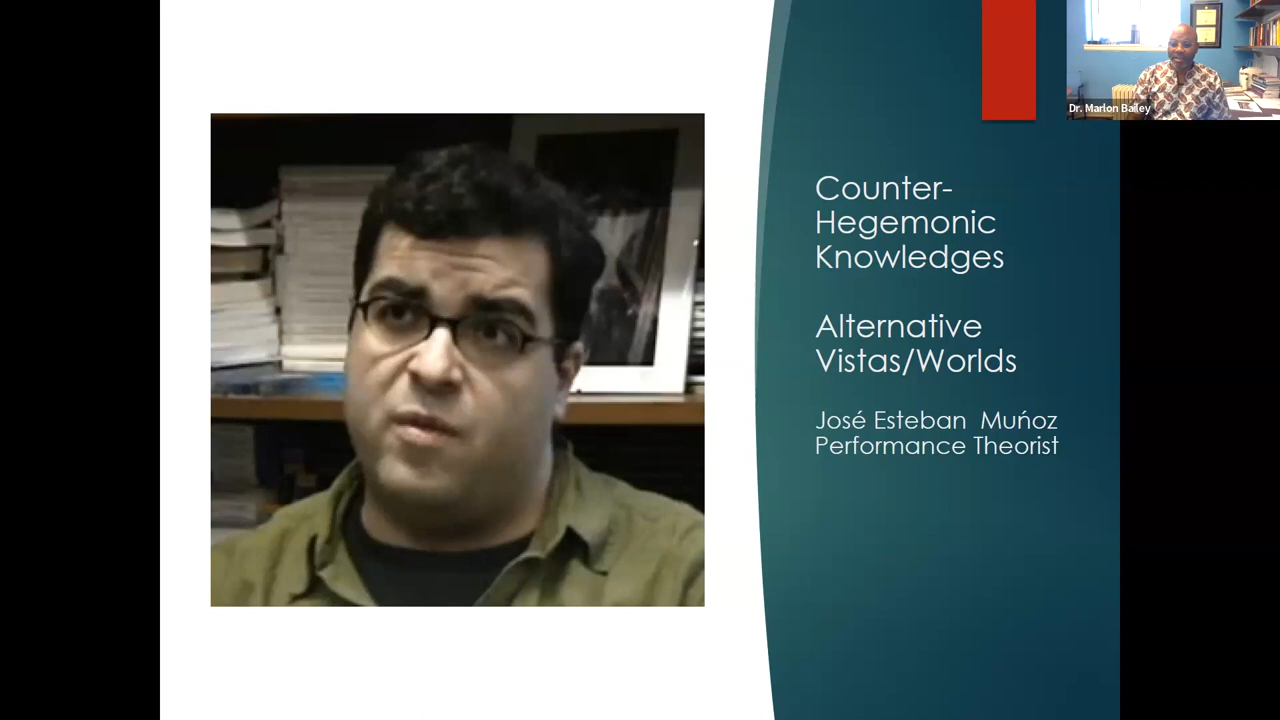 Counter-
Hegemonic
Knowledges
Alternative
Vistas/Worlds
José Esteban Muńoz
Performance Theorist
Dr. Marlon Bailey